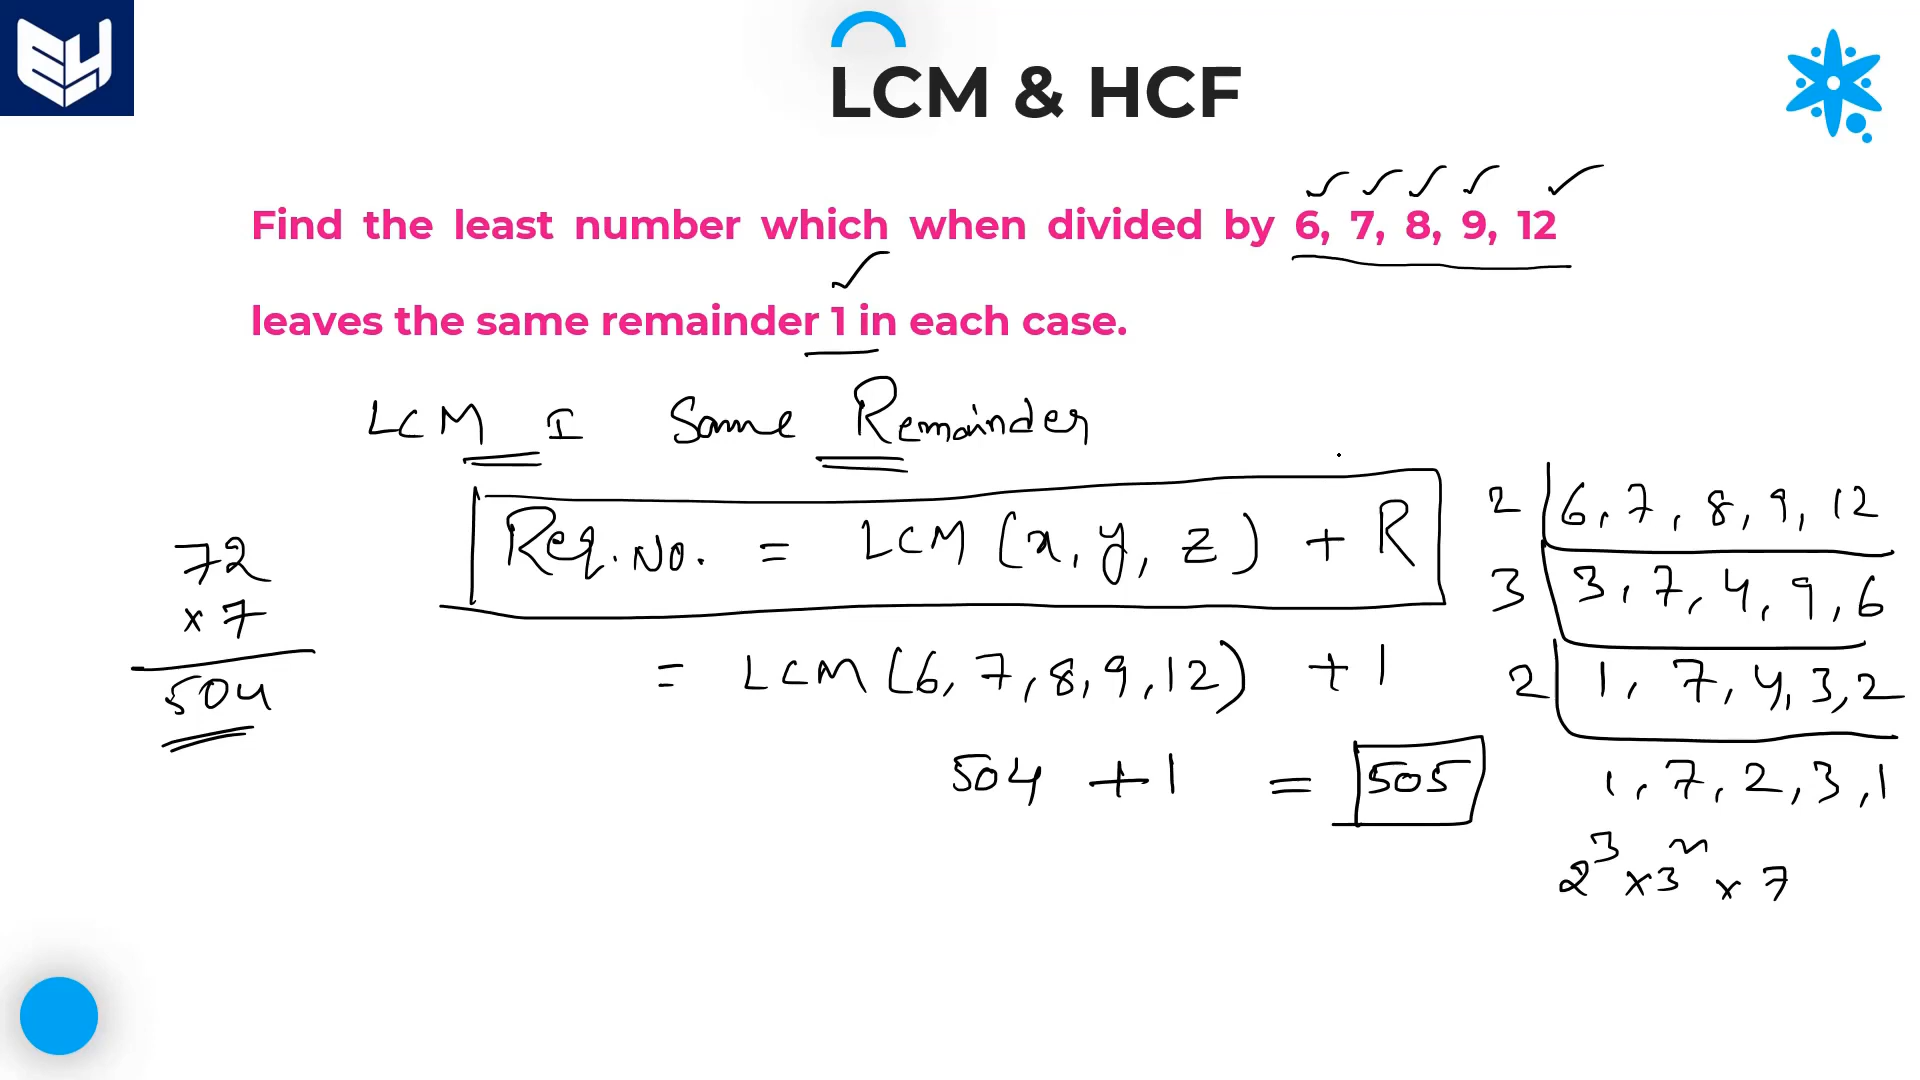 LCM & HCF
Find the least number which when divided by 6, 7, 8, 9, 12
leaves the same remainder 1 in each case.
LCM I Same Remainder
Req. No. = LCM (x, y, z) + R
= LCM (6, 7, 8, 9, 12) + 1
504 + 1 = 505
72
x 7
504
2 6, 7, 8, 9, 12
3 3, 7, 4, 9, 6
2 1, 7, 4, 3, 2
1, 7, 2, 3, 1
2³ x 3² x 7